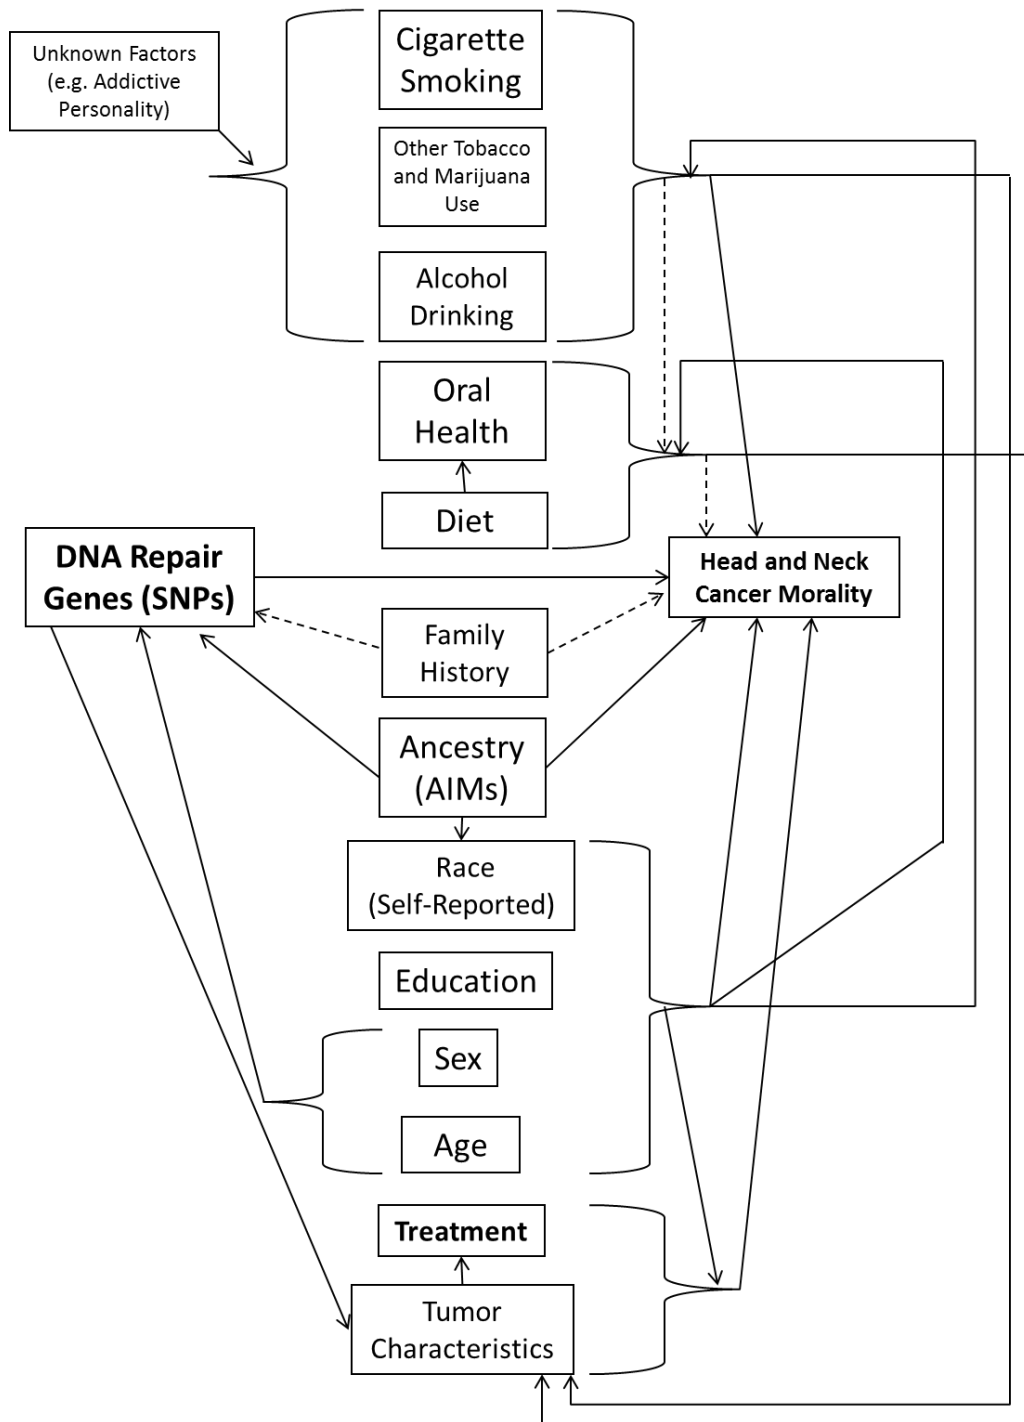 Unknown Factors
(e.g. Addictive
Personality)
Cigarette
Smoking
Other Tobacco
and Marijuana
Use
Alcohol
Drinking
Oral
Health
Diet
DNA Repair
Genes (SNPs)
Head and Neck
Cancer Morality
Family
History
Ancestry
(AIMs)
Race
(Self-Reported)
Education
Sex
Age
Treatment
Tumor
Characteristics